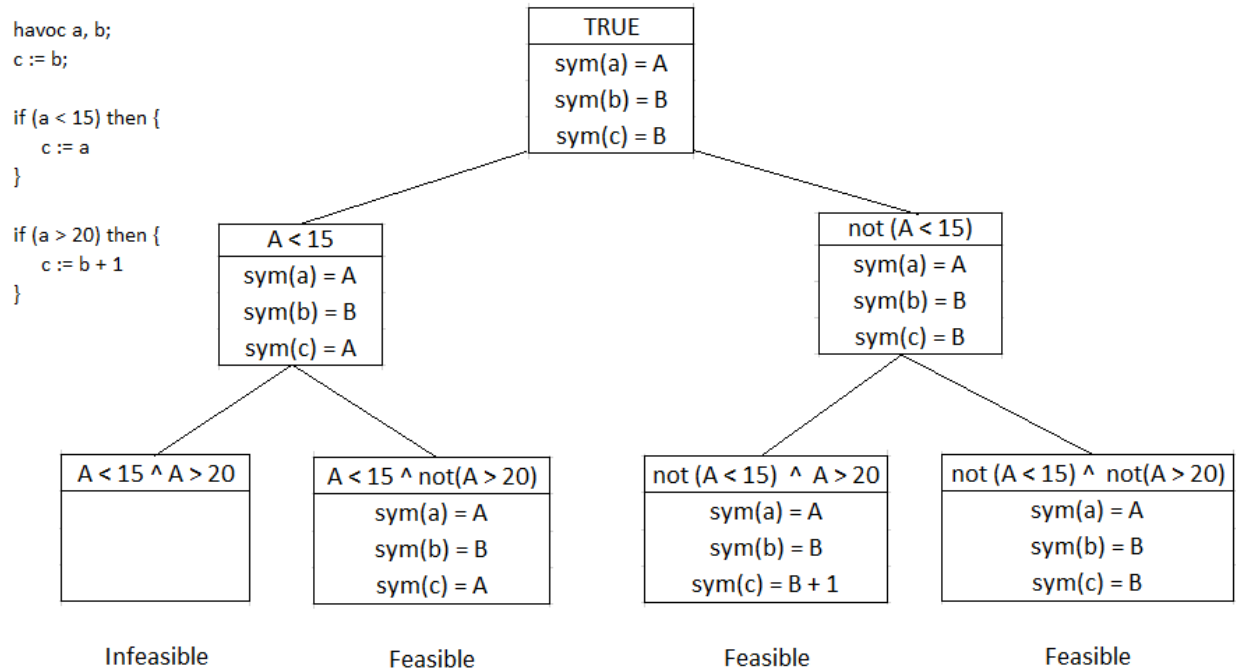 havoc a, b;
c := b;
if (a < 15) then {
c := a
}
if (a > 20) then {
c := b + 1
}
TRUE
sym(a) = A
sym(b) = B
sym(c) = B
A < 15
sym(a) = A
sym(b) = B
sym(c) = A
not (A < 15)
sym(a) = A
sym(b) = B
sym(c) = B
A < 15 ^ A > 20
A < 15 ^ not(A > 20)
sym(a) = A
sym(b) = B
sym(c) = A
not (A < 15) ^ A > 20
sym(a) = A
sym(b) = B
sym(c) = B + 1
not (A < 15) ^ not(A > 20)
sym(a) = A
sym(b) = B
sym(c) = B
Infeasible
Feasible
Feasible
Feasible